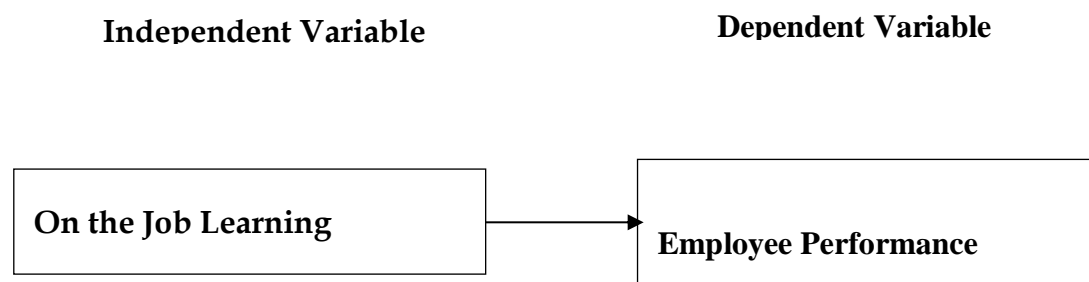 Independent Variable
Dependent Variable
On the Job Learning
Employee Performance